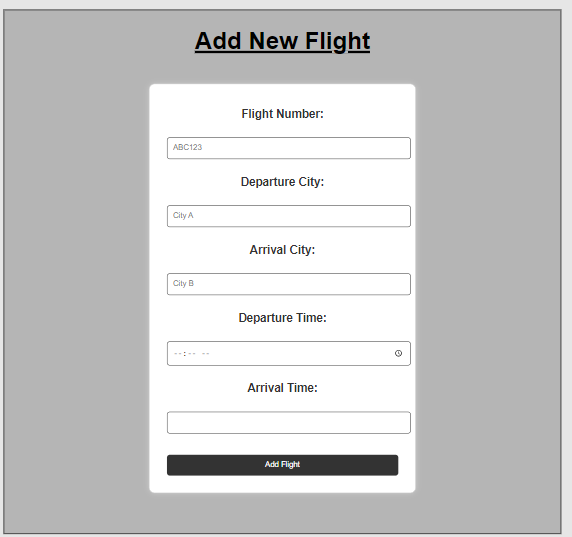 Add New Flight
Flight Number:
ABC123
Departure City:
City A
Arrival City:
City B
Departure Time:
--:-- --
Arrival Time:
Add Flight